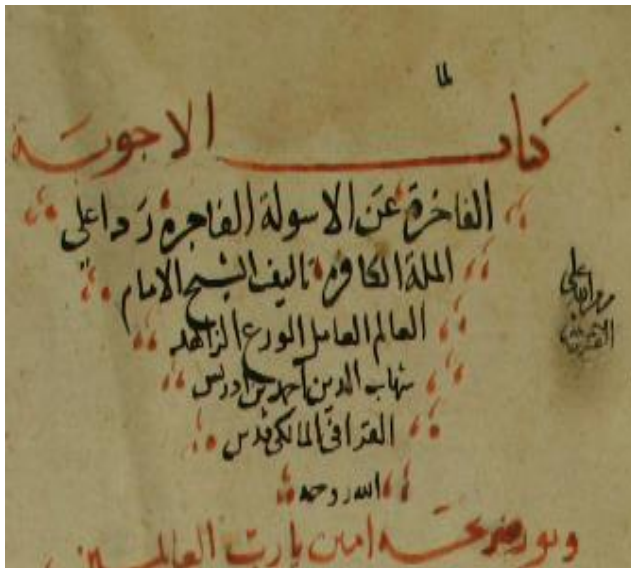 لما
كتاب الاجوبة
الفاخرة عن الاسولة الفاجرة ردا على
الملة الكافرة تاليف الشيخ الامام
العالم العامل الورع الزاهد
شهاب الدين احمد بن ادريس
القرافي المالكي قدس
الله روحه
ونور ضريحه امين يا رب العالمين